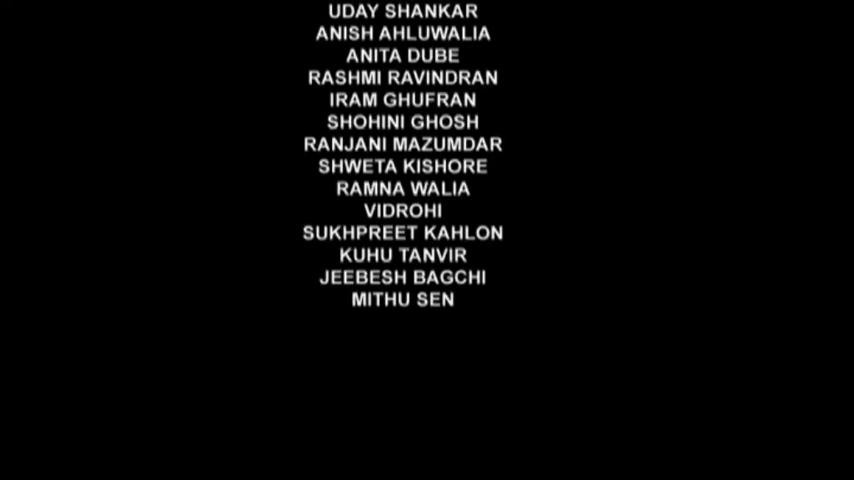 UDAY SHANKAR
ANISH AHLUWALIA
ANITA DUBE
RASHMI RAVINDRAN
IRAM GHUFRAN
SHOHINI GHOSH
RANJANI MAZUMDAR
SHWETA KISHORE
RAMNA WALIA
VIDROHI
SUKHPREET KAHLON
KUHU TANVIR
JEEBESH BAGCHI
MITHU SEN